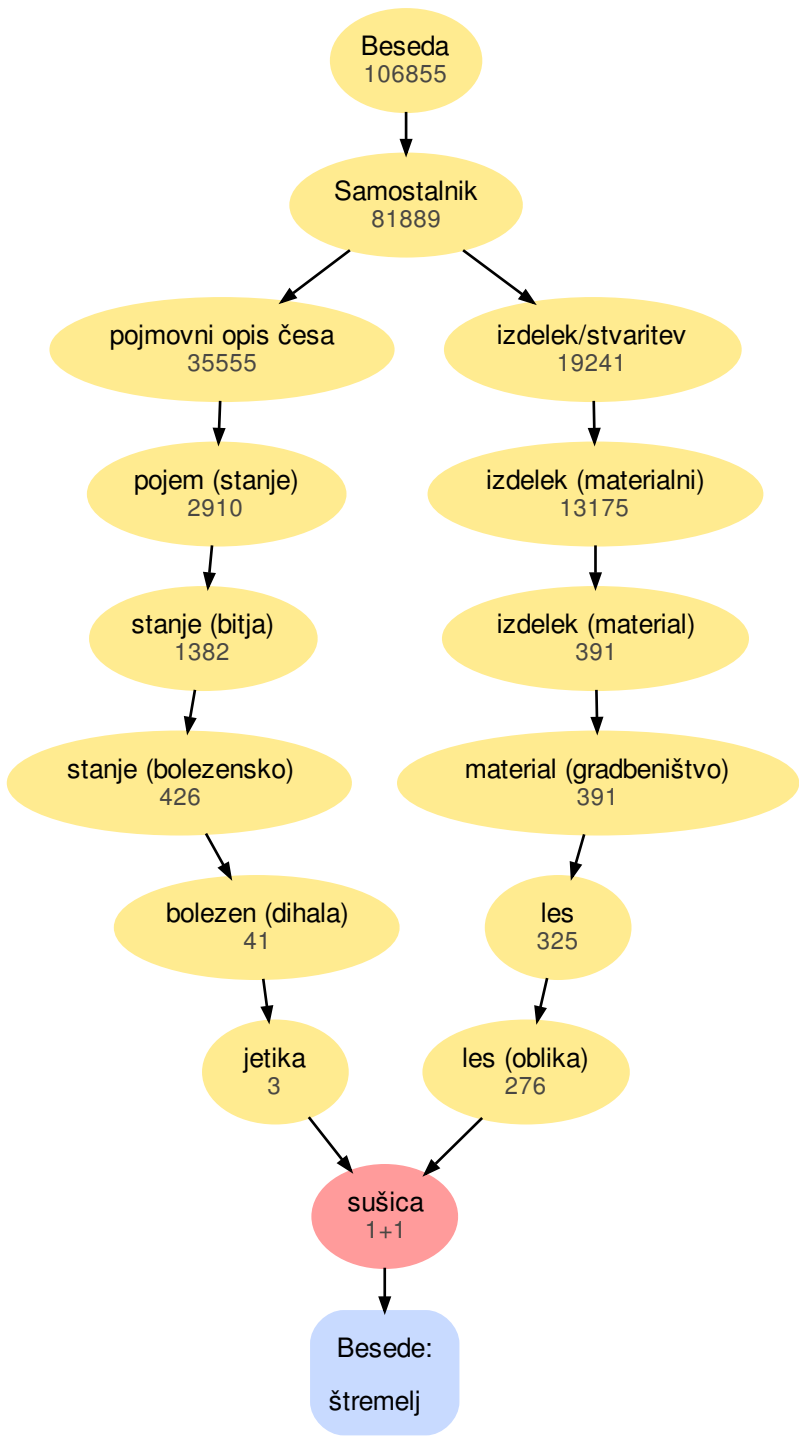 Beseda
106855
Samostalnik
81889
pojmovni opis česa
35555
izdelek/stvaritev
19241
pojem (stanje)
2910
izdelek (materialni)
13175
stanje (bitja)
1382
izdelek (material)
391
stanje (bolezensko)
426
material (gradbeništvo)
391
bolezen (dihala)
41
les
325
jetika
3
les (oblika)
276
sušica
1+1
Besede:
štremelj